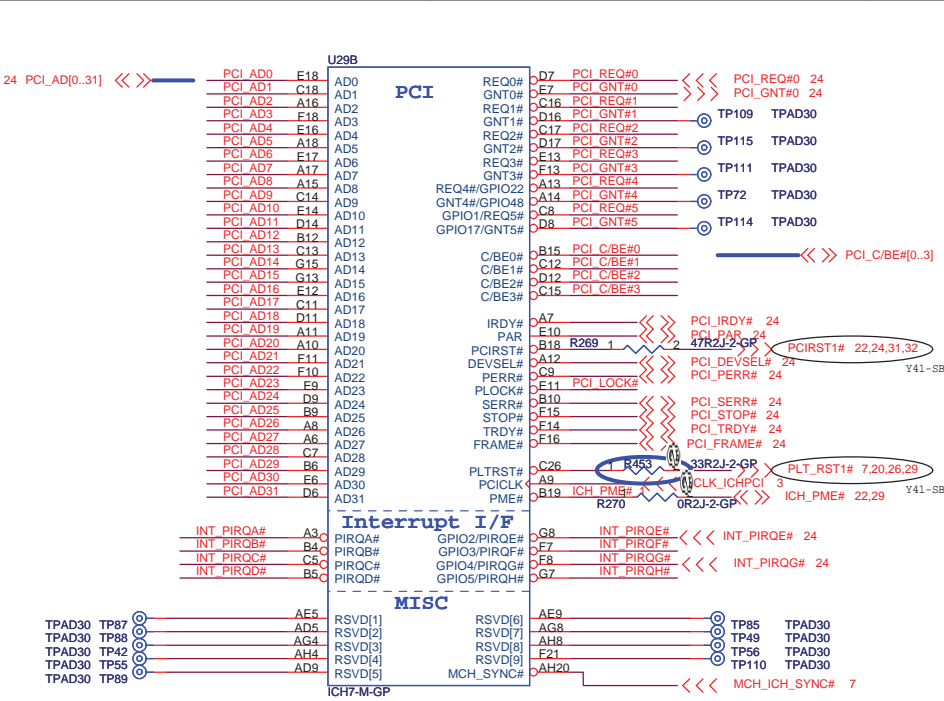 U29B
24 PCI_AD[0..31]
PCI
PCI_AD0 E18 AD0 REQ0# D7 PCI_REQ#0 PCI_REQ#0 24
PCI_AD1 C18 AD1 GNT0# E7 PCI_GNT#0 PCI_GNT#0 24
PCI_AD2 A16 AD2 REQ1# C16 PCI_REQ#1
PCI_AD3 F18 AD3 GNT1# D16 PCI_GNT#1 TP109 TPAD30
PCI_AD4 E16 AD4 REQ2# C17 PCI_REQ#2
PCI_AD5 A18 AD5 GNT2# D17 PCI_GNT#2 TP115 TPAD30
PCI_AD6 E17 AD6 REQ3# E13 PCI_REQ#3
PCI_AD7 A17 AD7 GNT3# F13 PCI_GNT#3 TP111 TPAD30
PCI_AD8 A15 AD8 REQ4#/GPIO22 A13 PCI_REQ#4
PCI_AD9 C14 AD9 GNT4#/GPIO48 A14 PCI_GNT#4 TP72 TPAD30
PCI_AD10 E14 AD10 GPIO1/REQ5# C8 PCI_REQ#5
PCI_AD11 D14 AD11 GPIO17/GNT5# D8 PCI_GNT#5 TP114 TPAD30
PCI_AD12 B12 AD12
PCI_AD13 C13 AD13 C/BE0# B15 PCI_C/BE#0 PCI_C/BE#[0..3]
PCI_AD14 G15 AD14 C/BE1# C12 PCI_C/BE#1
PCI_AD15 G13 AD15 C/BE2# D12 PCI_C/BE#2
PCI_AD16 E12 AD16 C/BE3# C15 PCI_C/BE#3
PCI_AD17 C11 AD17
PCI_AD18 D11 AD18 IRDY# A7 PCI_IRDY# 24
PCI_AD19 A11 AD19 PAR E10 PCI_PAR 24
PCI_AD20 A10 AD20 PCIRST# B18 R269 1 2 47R2J-2-GP PCIRST1# 22,24,31,32
PCI_AD21 F11 AD21 DEVSEL# A12 PCI_DEVSEL# 24
Y41-SB
PCI_AD22 F10 AD22 PERR# C9 PCI_PERR# 24
PCI_AD23 E9 AD23 PLOCK# E11 PCI_LOCK#
PCI_AD24 D9 AD24 SERR# B10 PCI_SERR# 24
PCI_AD25 B9 AD25 STOP# F15 PCI_STOP# 24
PCI_AD26 A8 AD26 TRDY# F14 PCI_TRDY# 24
PCI_AD27 A6 AD27 FRAME# F16 PCI_FRAME# 24
PCI_AD28 C7 AD28
PCI_AD29 B6 AD29 PLTRST# C26 1 R453 33R2J-2-GP PLT_RST1# 7,20,26,29
PCI_AD30 E6 AD30 PCICLK A9 CLK_ICHPCI 3
Y41-SB
PCI_AD31 D6 AD31 PME# B19 ICH_PME# 1 ICH_PME# 22,29
R270 0R2J-2-GP
Interrupt I/F
INT_PIRQA# A3 PIRQA# GPIO2/PIRQE# G8 INT_PIRQE# INT_PIRQE# 24
INT_PIRQB# B4 PIRQB# GPIO3/PIRQF# F7 INT_PIRQF#
INT_PIRQC# C5 PIRQC# GPIO4/PIRQG# F8 INT_PIRQG# INT_PIRQG# 24
INT_PIRQD# B5 PIRQD# GPIO5/PIRQH# G7 INT_PIRQH#
MISC
TPAD30 TP87 AE5 RSVD[1] RSVD[6] AE9 TP85 TPAD30
TPAD30 TP88 AD5 RSVD[2] RSVD[7] AG8 TP49 TPAD30
TPAD30 TP42 AG4 RSVD[3] RSVD[8] AH8 TP56 TPAD30
TPAD30 TP55 AH4 RSVD[4] RSVD[9] F21 TP110 TPAD30
TPAD30 TP89 AD9 RSVD[5] MCH_SYNC# AH20 MCH_ICH_SYNC# 7
ICH7-M-GP